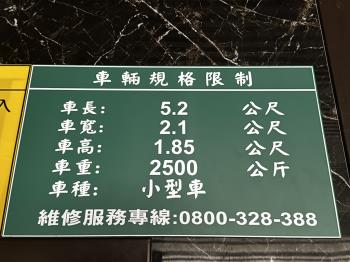 車輛規格限制
車長: 5.2 公尺
車寬: 2.1 公尺
車高: 1.85 公尺
車重: 2500 公斤
車種: 小型車
維修服務專線:0800-328-388
入